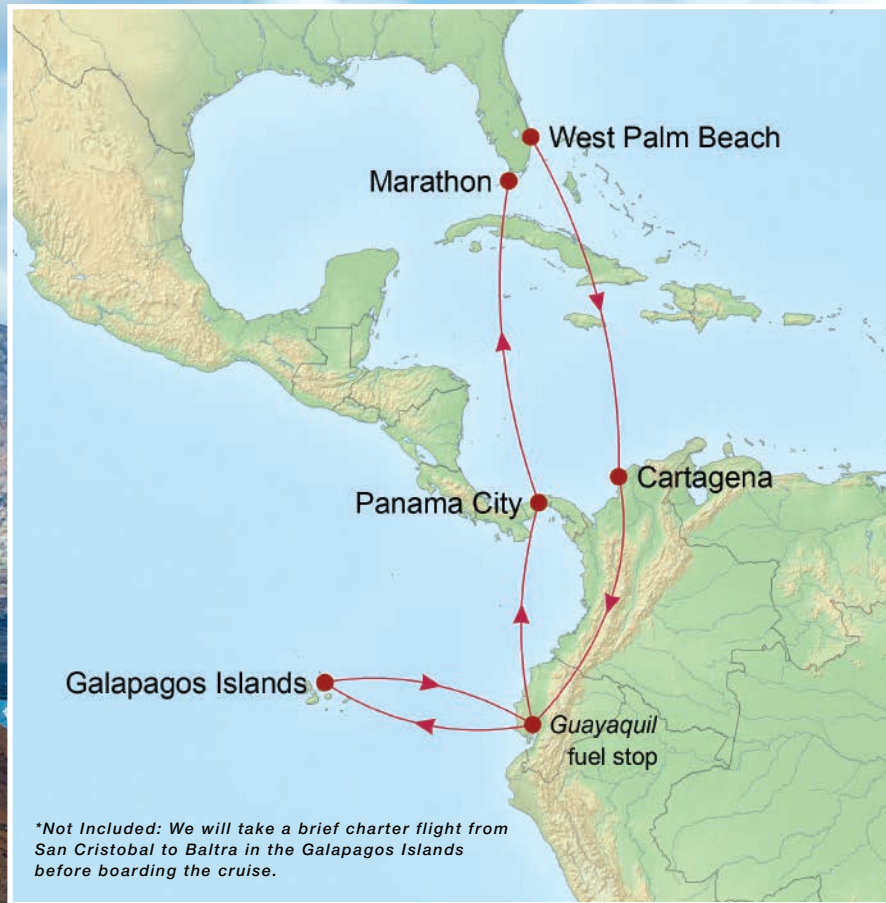 West Palm Beach
Marathon
Cartagena
Panama City
Galapagos Islands
Guayaquil
fuel stop
*Not Included: We will take a brief charter flight from
San Cristobal to Baltra in the Galapagos Islands
before boarding the cruise.